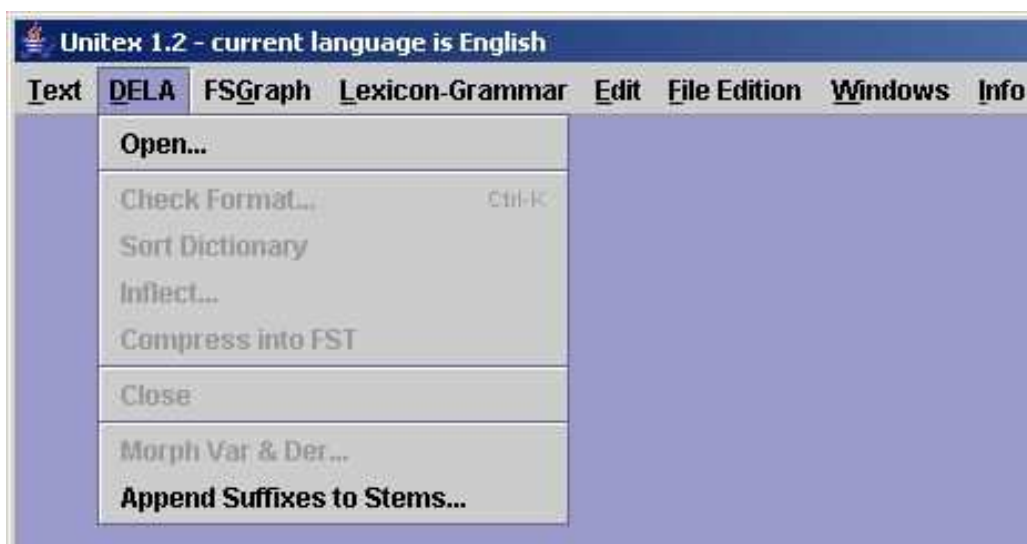 Unitex 1.2 - current language is English
Text DELA FSGraph Lexicon-Grammar Edit File Edition Windows Info
Open...
Check Format... Ctrl-K
Sort Dictionary
Inflect...
Compress into FST
Close
Morph Var & Der...
Append Suffixes to Stems...